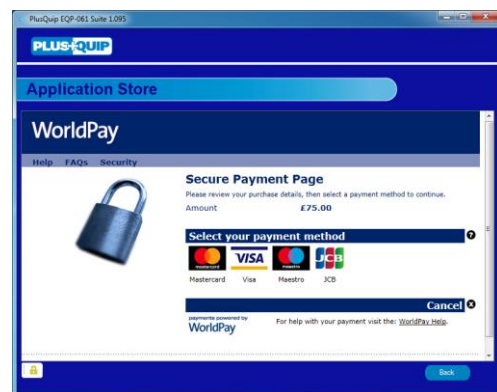 PlusQuip EQP-061 Suite 1.095
PLUS+QUIP
Application Store
WorldPay
Help FAQs Security
Secure Payment Page
Please review your purchase details, then select a payment method to continue.
Amount £75.00
Select your payment method ?
mastercard VISA maestro JCB
Mastercard Visa Maestro JCB
Cancel
payments powered by
WorldPay
For help with your payment visit the: WorldPay Help.
Back